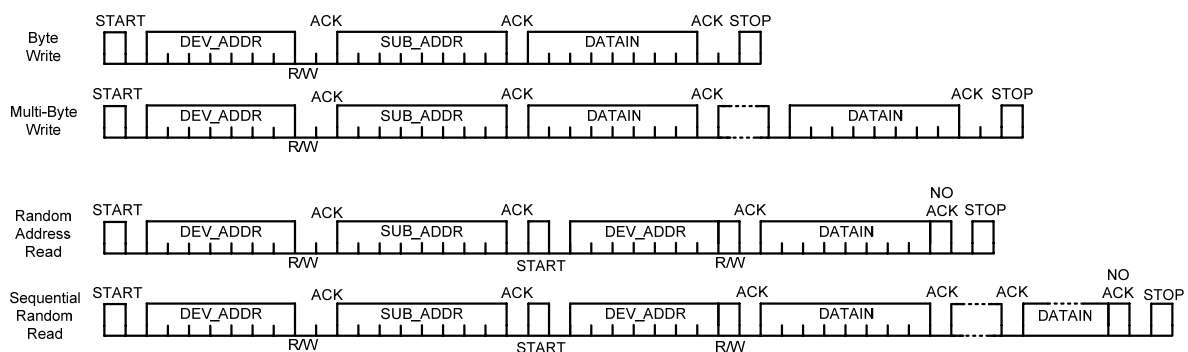 START ACK ACK ACK STOP
Byte Write DEV_ADDR SUB_ADDR DATAIN
R/W
START ACK ACK ACK ACK STOP
Multi-Byte Write DEV_ADDR SUB_ADDR DATAIN DATAIN
R/W
NO
START ACK ACK ACK ACK STOP
Random Address Read DEV_ADDR SUB_ADDR DEV_ADDR DATAIN
R/W START R/W
NO
START ACK ACK ACK ACK ACK ACK STOP
Sequential Random Read DEV_ADDR SUB_ADDR DEV_ADDR DATAIN DATAIN
R/W START R/W